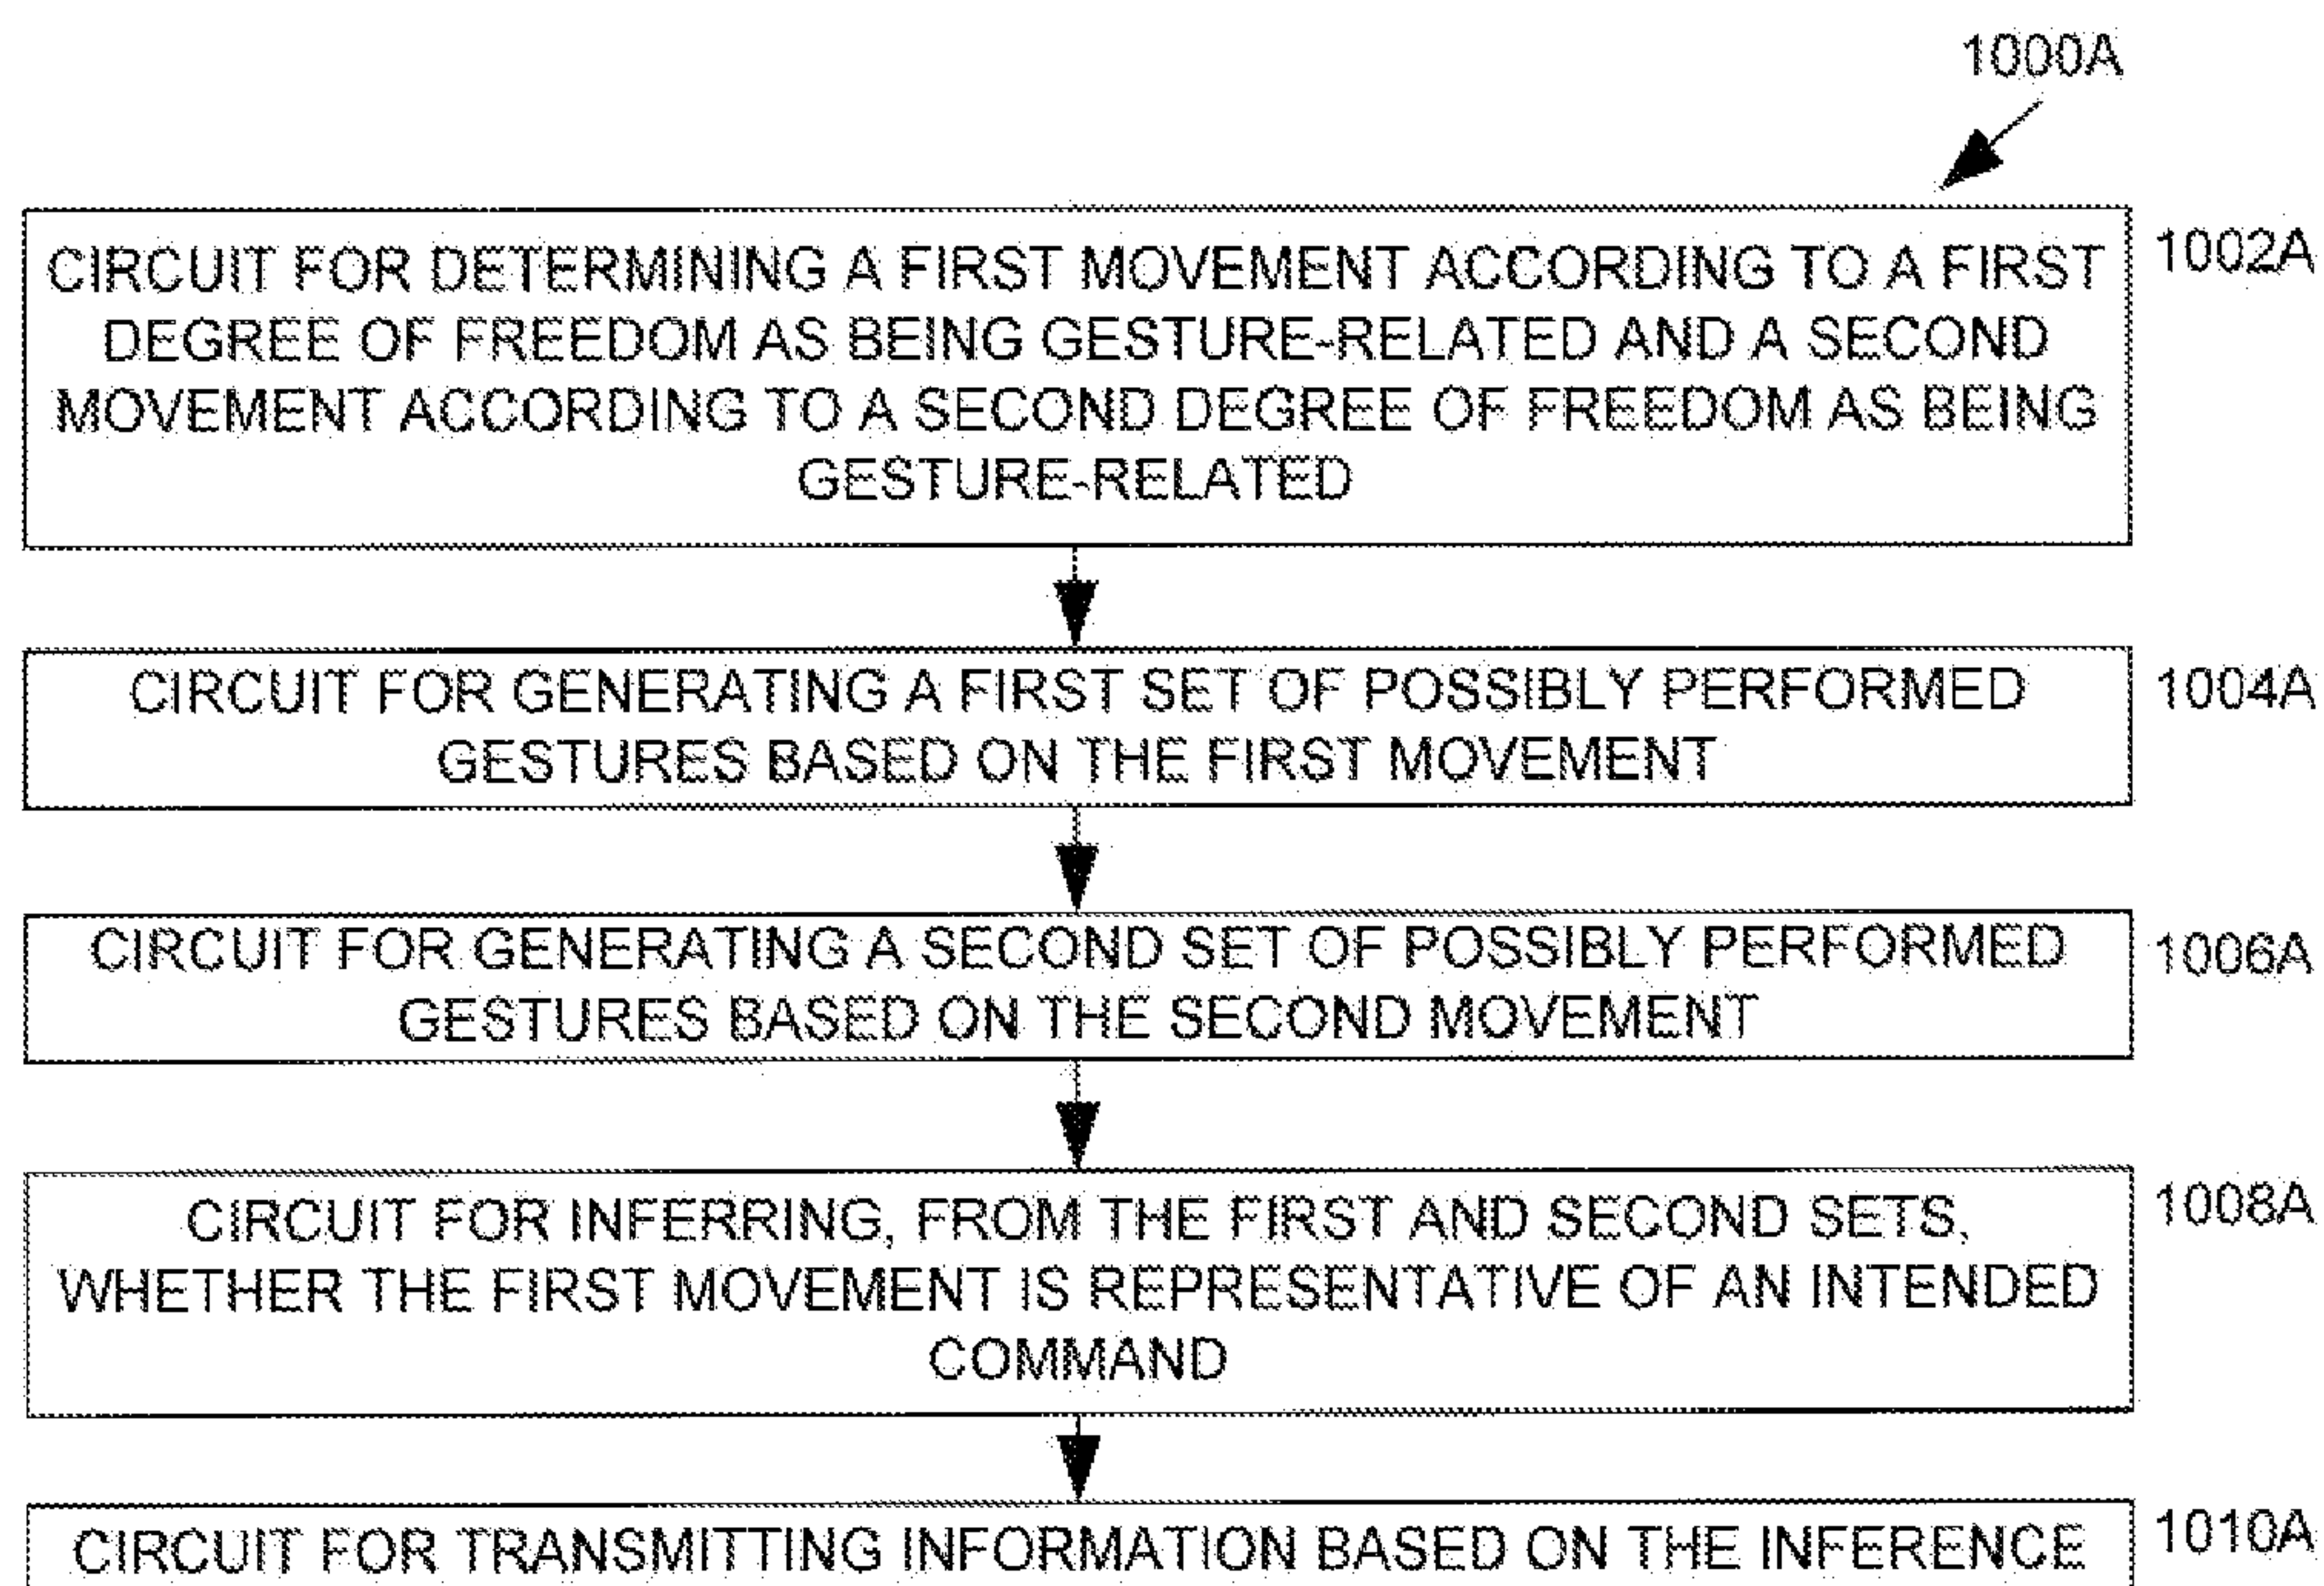 1000A
CIRCUIT FOR DETERMINING A FIRST MOVEMENT ACCORDING TO A FIRST
DEGREE OF FREEDOM AS BEING GESTURE-RELATED AND A SECOND
MOVEMENT ACCORDING TO A SECOND DEGREE OF FREEDOM AS BEING
GESTURE-RELATED
1002A
CIRCUIT FOR GENERATING A FIRST SET OF POSSIBLY PERFORMED
GESTURES BASED ON THE FIRST MOVEMENT
1004A
CIRCUIT FOR GENERATING A SECOND SET OF POSSIBLY PERFORMED
GESTURES BASED ON THE SECOND MOVEMENT
1006A
CIRCUIT FOR INFERRING, FROM THE FIRST AND SECOND SETS,
WHETHER THE FIRST MOVEMENT IS REPRESENTATIVE OF AN INTENDED
COMMAND
1008A
CIRCUIT FOR TRANSMITTING INFORMATION BASED ON THE INFERENCE
1010A